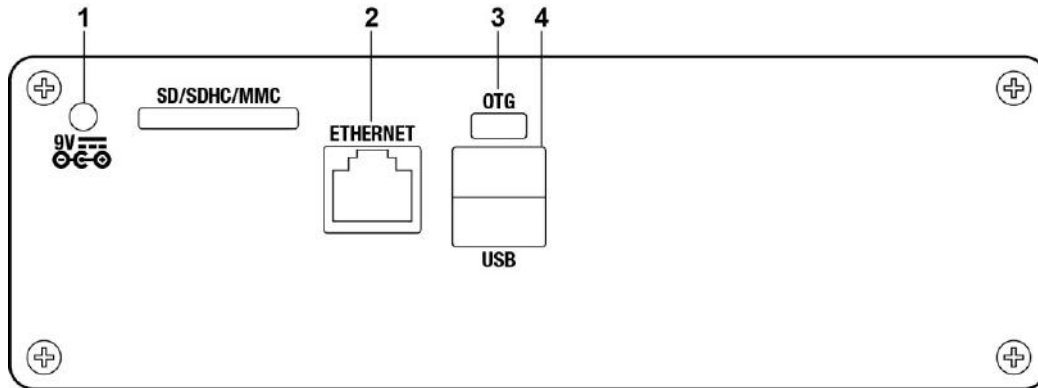 1 2 3 4
SD/SDHC/MMC
OTG
ETHERNET
9V
USB